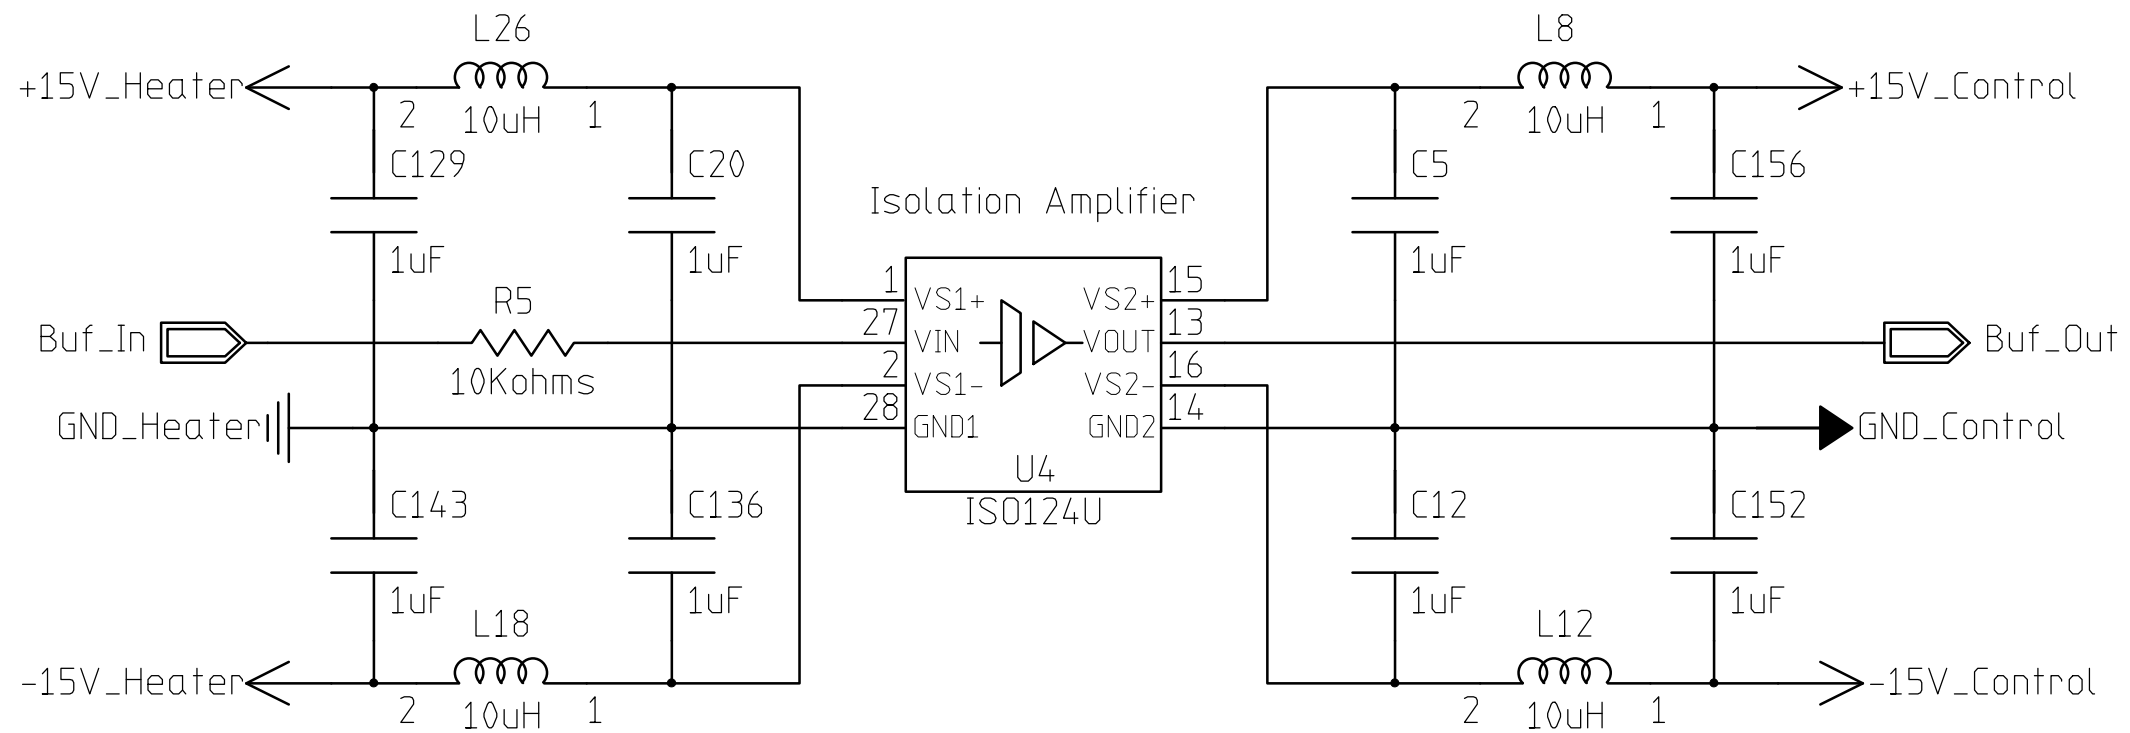 L26
L8
+15V_Heater
+15V_Control
2
10uH
1
2
10uH
1
C129
C20
C5
C156
Isolation Amplifier
1uF
1uF
1uF
1uF
1
VS1+
VS2+
15
R5
27
13
Buf_In
VIN
VOUT
Buf_Out
10Kohms
2
VS1-
VS2-
16
28
14
GND_Heater
GND1
GND2
GND_Control
U4
ISO124U
C143
C136
C12
C152
1uF
1uF
1uF
1uF
L18
L12
-15V_Heater
-15V_Control
2
10uH
1
2
10uH
1